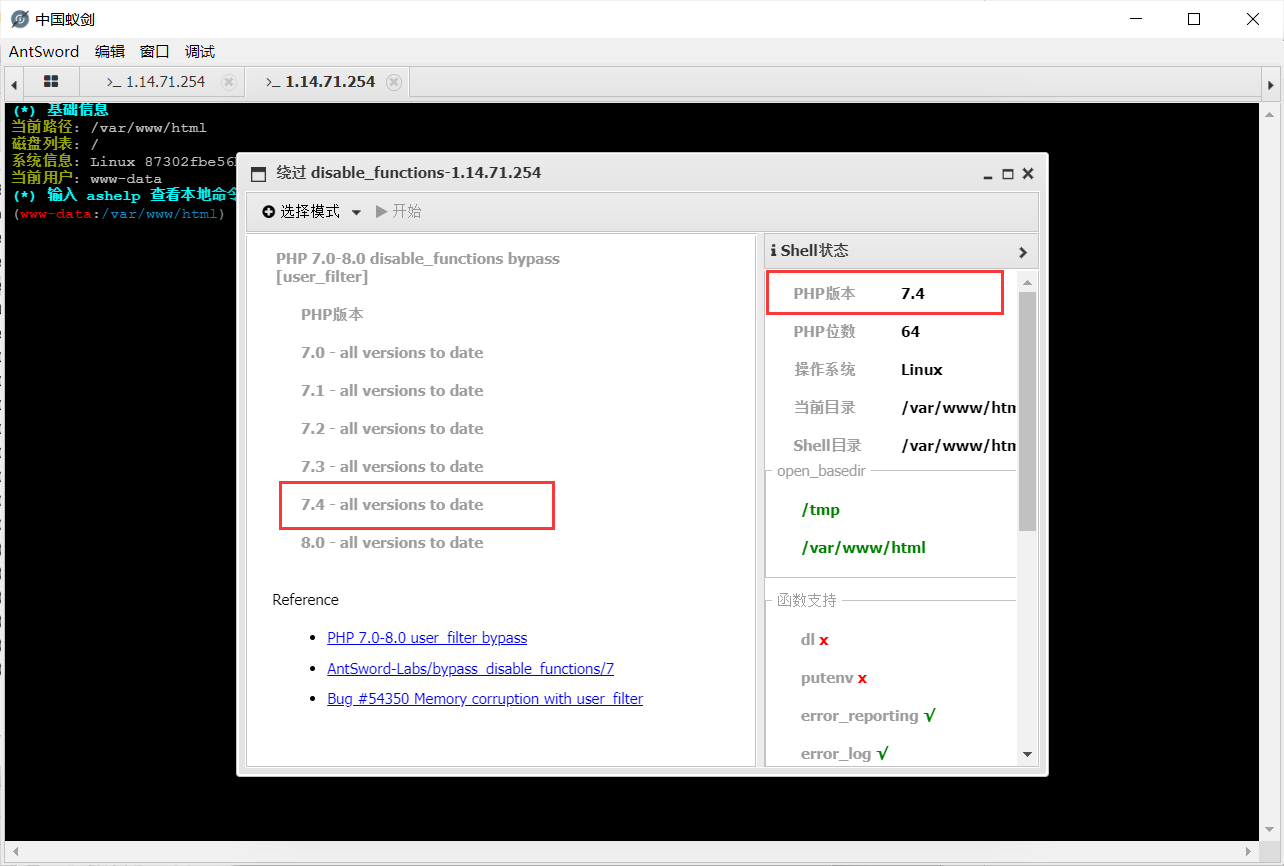 中国蚁剑
AntSword 编辑 窗口 调试
>_ 1.14.71.254
>_ 1.14.71.254
(*) 基础信息
当前路径: /var/www/html
磁盘列表: /
系统信息: Linux 87302fbe56
当前用户: www-data
(*) 输入 ashelp 查看本地命令
(www-data:/var/www/html)
绕过 disable_functions-1.14.71.254
选择模式 开始
PHP 7.0-8.0 disable_functions bypass
[user_filter]
PHP版本
7.0 - all versions to date
7.1 - all versions to date
7.2 - all versions to date
7.3 - all versions to date
7.4 - all versions to date
8.0 - all versions to date
Reference
• PHP 7.0-8.0 user_filter bypass
• AntSword-Labs/bypass_disable_functions/7
• Bug #54350 Memory corruption with user_filter
Shell状态
PHP版本 7.4
PHP位数 64
操作系统 Linux
当前目录 /var/www/htm
Shell目录 /var/www/htm
open_basedir
/tmp
/var/www/html
函数支持
dl x
putenv x
error_reporting √
error_log √